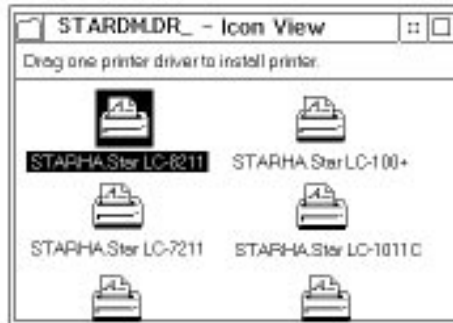 STARDM.DR_ - Icon View
Drag one printer driver to install printer.
STARHA.Star LC-8211
STARHA.Star LC-100+
STARHA.Star LC-7211
STARHA.Star LC-1011C